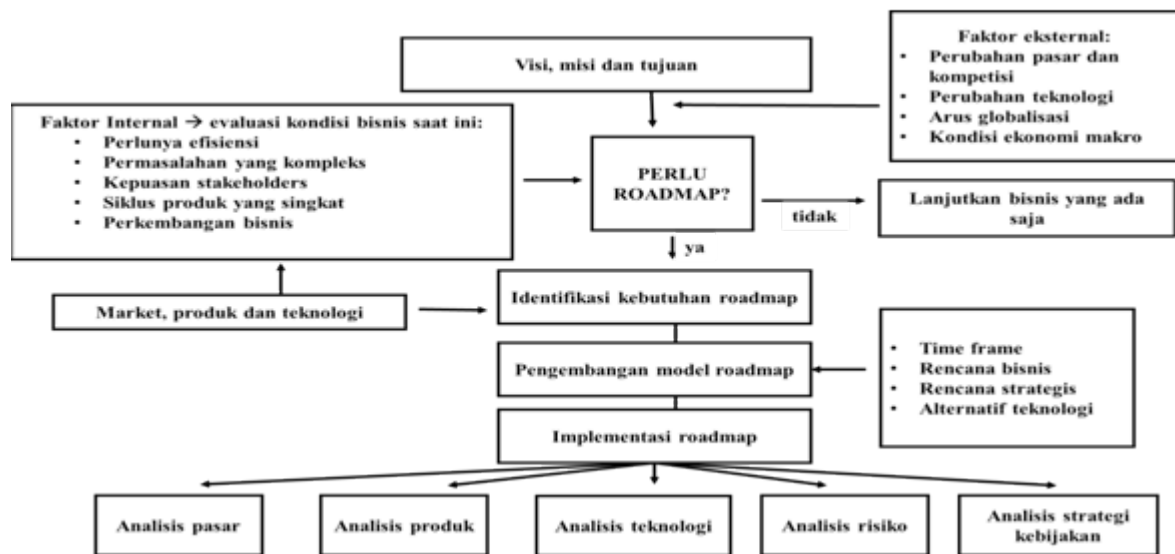 Visi, misi dan tujuan
Faktor eksternal:
• Perubahan pasar dan
kompetisi
• Perubahan teknologi
• Arus globalisasi
• Kondisi ekonomi makro
Faktor Internal → evaluasi kondisi bisnis saat ini:
• Perlunya efisiensi
• Permasalahan yang kompleks
• Kepuasan stakeholders
• Siklus produk yang singkat
• Perkembangan bisnis
PERLU
ROADMAP?
tidak
Lanjutkan bisnis yang ada
saja
ya
Market, produk dan teknologi
Identifikasi kebutuhan roadmap
Pengembangan model roadmap
• Time frame
• Rencana bisnis
• Rencana strategis
• Alternatif teknologi
Implementasi roadmap
Analisis pasar
Analisis produk
Analisis teknologi
Analisis risiko
Analisis strategi
kebijakan